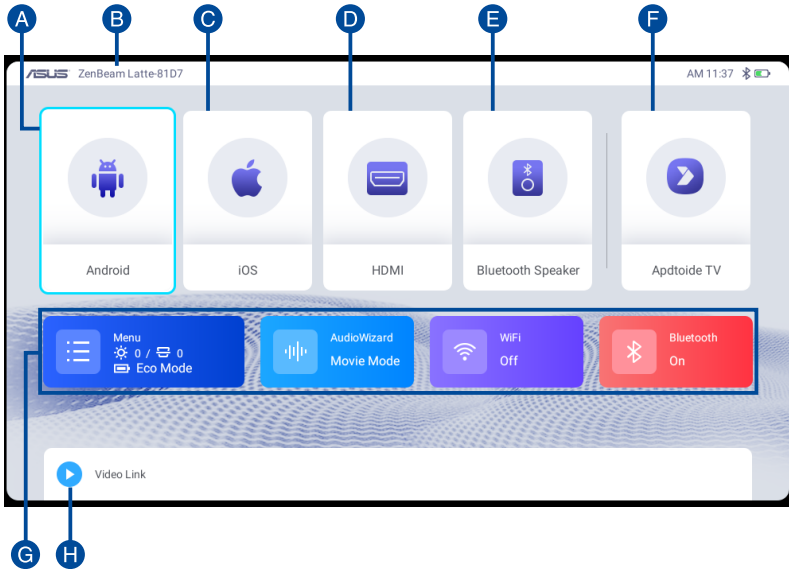 A B C D E F
ASUS ZenBeam Latte-81D7 AM 11:37
Android iOS HDMI Bluetooth Speaker Apdtoide TV
Menu
0 / 0
Eco Mode
AudioWizard
Movie Mode
WiFi
Off
Bluetooth
On
Video Link
G H